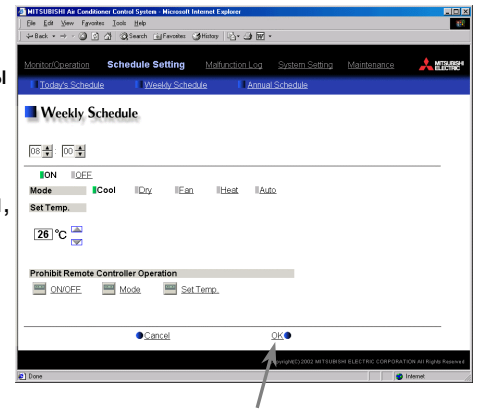 MITSUBISHI Air Conditioner Control System - Microsoft Internet Explorer
File Edit View Favorites Tools Help
Back Search Favorites History
Monitor/Operation Schedule Setting Malfunction Log System Setting Maintenance MITSUBISHI ELECTRIC
Today's Schedule Weekly Schedule Annual Schedule
ы
Weekly Schedule
08 : 00
ON OFF
Mode Cool Dry Fan Heat Auto
Set Temp.
,
26 °C
Prohibit Remote Controller Operation
ON/OFF Mode Set Temp.
Cancel OK
Copyright(C) 2002 MITSUBISHI ELECTRIC CORPORATION All Rights Reserved
Done Internet